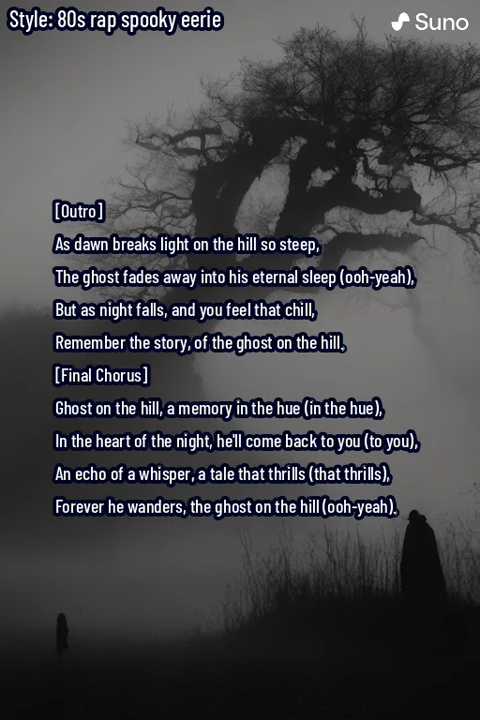 Style: 80s rap spooky eerie
Suno
[Outro]
As dawn breaks light on the hill so steep,
The ghost fades away into his eternal sleep (ooh-yeah),
But as night falls, and you feel that chill,
Remember the story, of the ghost on the hill.
[Final Chorus]
Ghost on the hill, a memory in the hue (in the hue),
In the heart of the night, he'll come back to you (to you),
An echo of a whisper, a tale that thrills (that thrills),
Forever he wanders, the ghost on the hill (ooh-yeah).